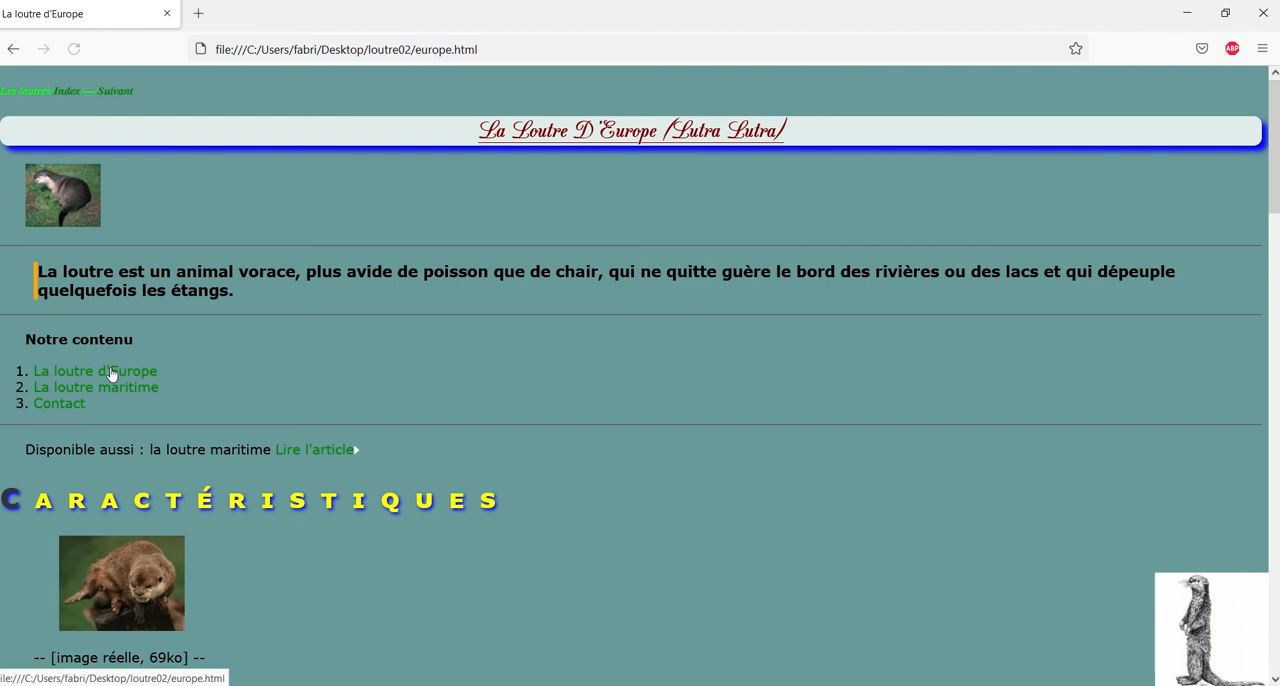 La loutre d'Europe
file:///C:/Users/fabri/Desktop/loutre02/europe.html
ABP
Les loutres Index ---/Suivant
La Loutre D'Europe (Lutra Lutra)
La loutre est un animal vorace, plus avide de poisson que de chair, qui ne quitte guère le bord des rivières ou des lacs et qui dépeuple
quelquefois les étangs.
Notre contenu
1. La loutre d'Europe
2. La loutre maritime
3. Contact
Disponible aussi : la loutre maritime Lire l'article
CARACTÉRISTIQUES
-- [image réelle, 69ko] --
ile:///C:/Users/fabri/Desktop/loutre02/europe.html